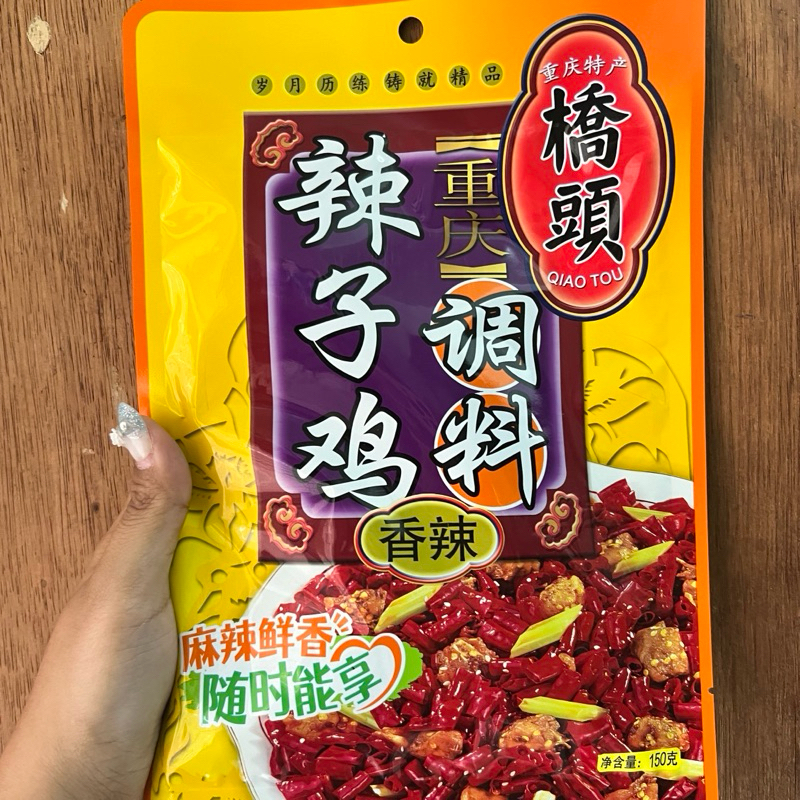 岁月历练铸就精品
重庆特产
橋頭
QIAO TOU
【重庆】
辣子鸡
调料
香辣
麻辣鲜香
随时能享
净含量：150克